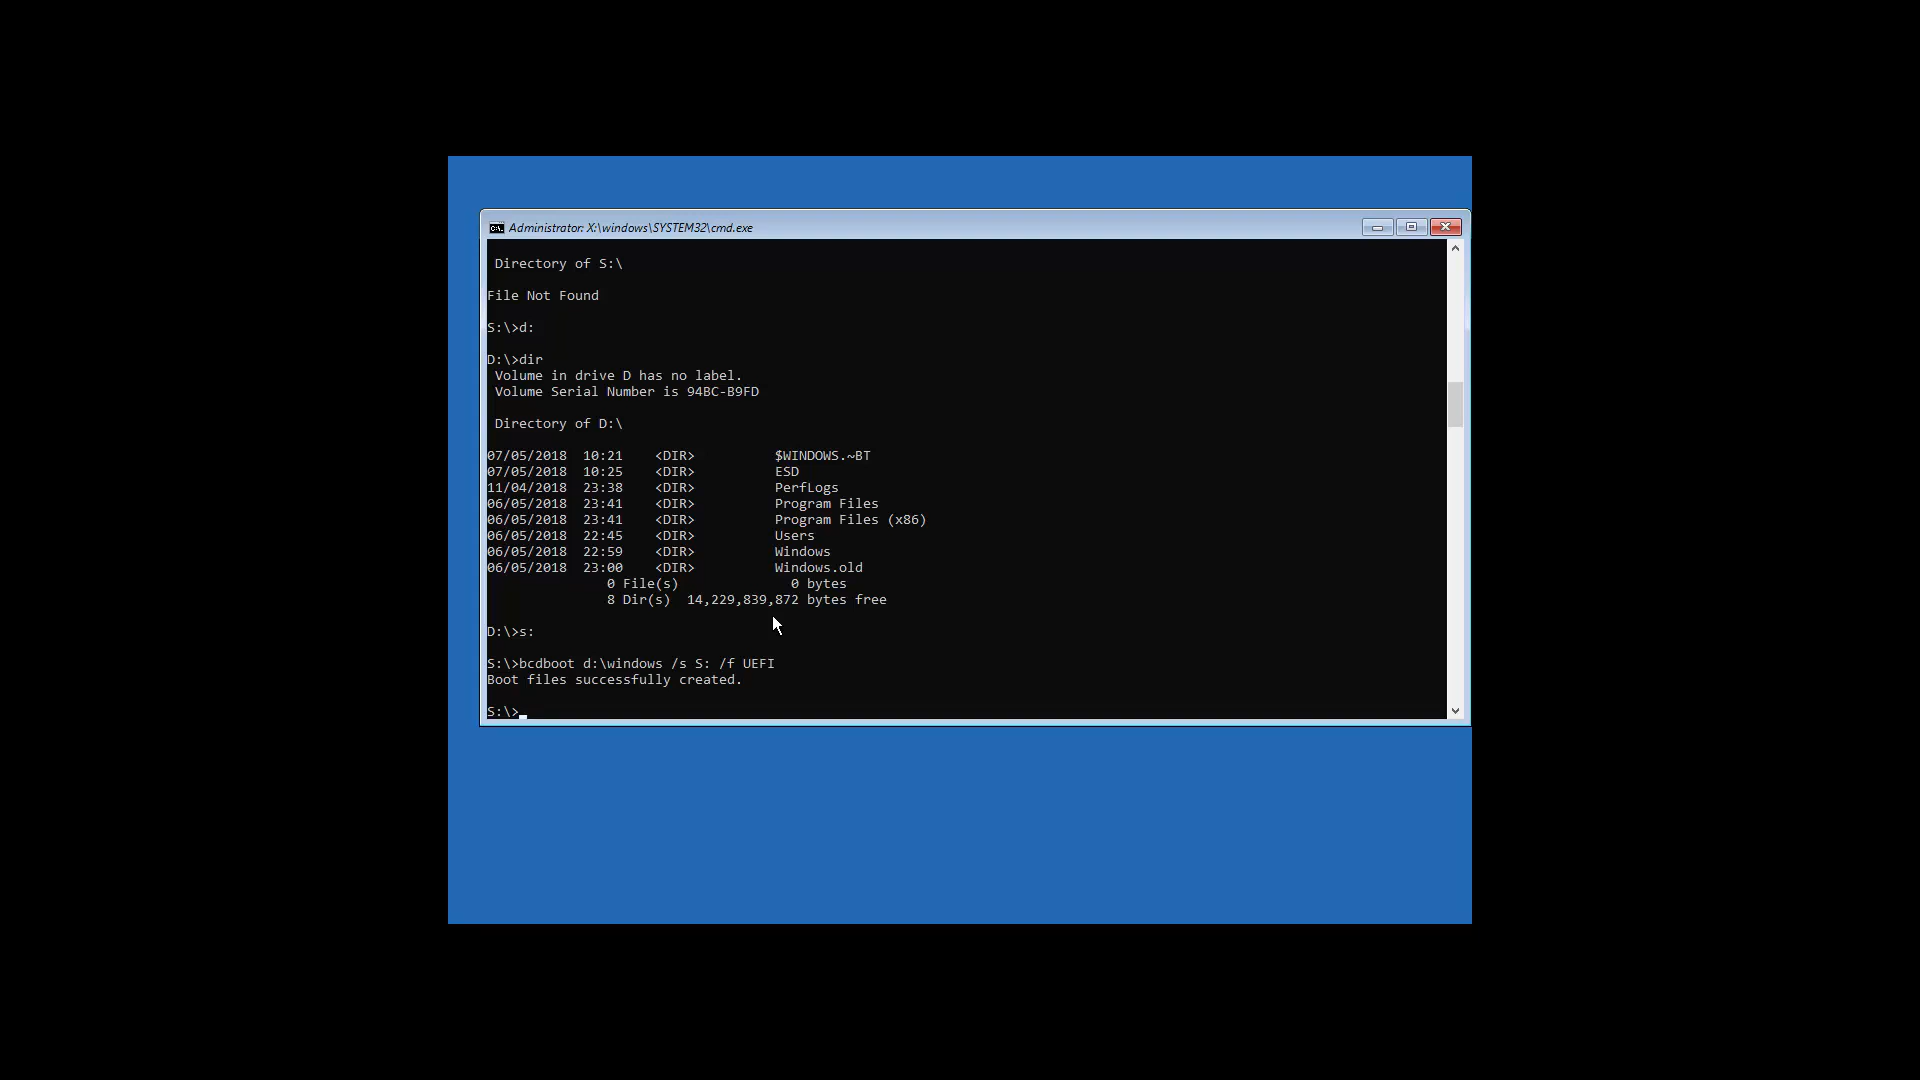 Administrator: X:\windows\SYSTEM32\cmd.exe
Directory of S:\
File Not Found
S:\>d:
D:\>dir
Volume in drive D has no label.
Volume Serial Number is 94BC-B9FD
Directory of D:\
07/05/2018 10:21 <DIR> $WINDOWS.~BT
07/05/2018 10:25 <DIR> ESD
11/04/2018 23:38 <DIR> PerfLogs
06/05/2018 23:41 <DIR> Program Files
06/05/2018 23:41 <DIR> Program Files (x86)
06/05/2018 22:45 <DIR> Users
06/05/2018 22:59 <DIR> Windows
06/05/2018 23:00 <DIR> Windows.old
0 File(s) 0 bytes
8 Dir(s) 14,229,839,872 bytes free
D:\>s:
S:\>bcdboot d:\windows /s S: /f UEFI
Boot files successfully created.
S:\>